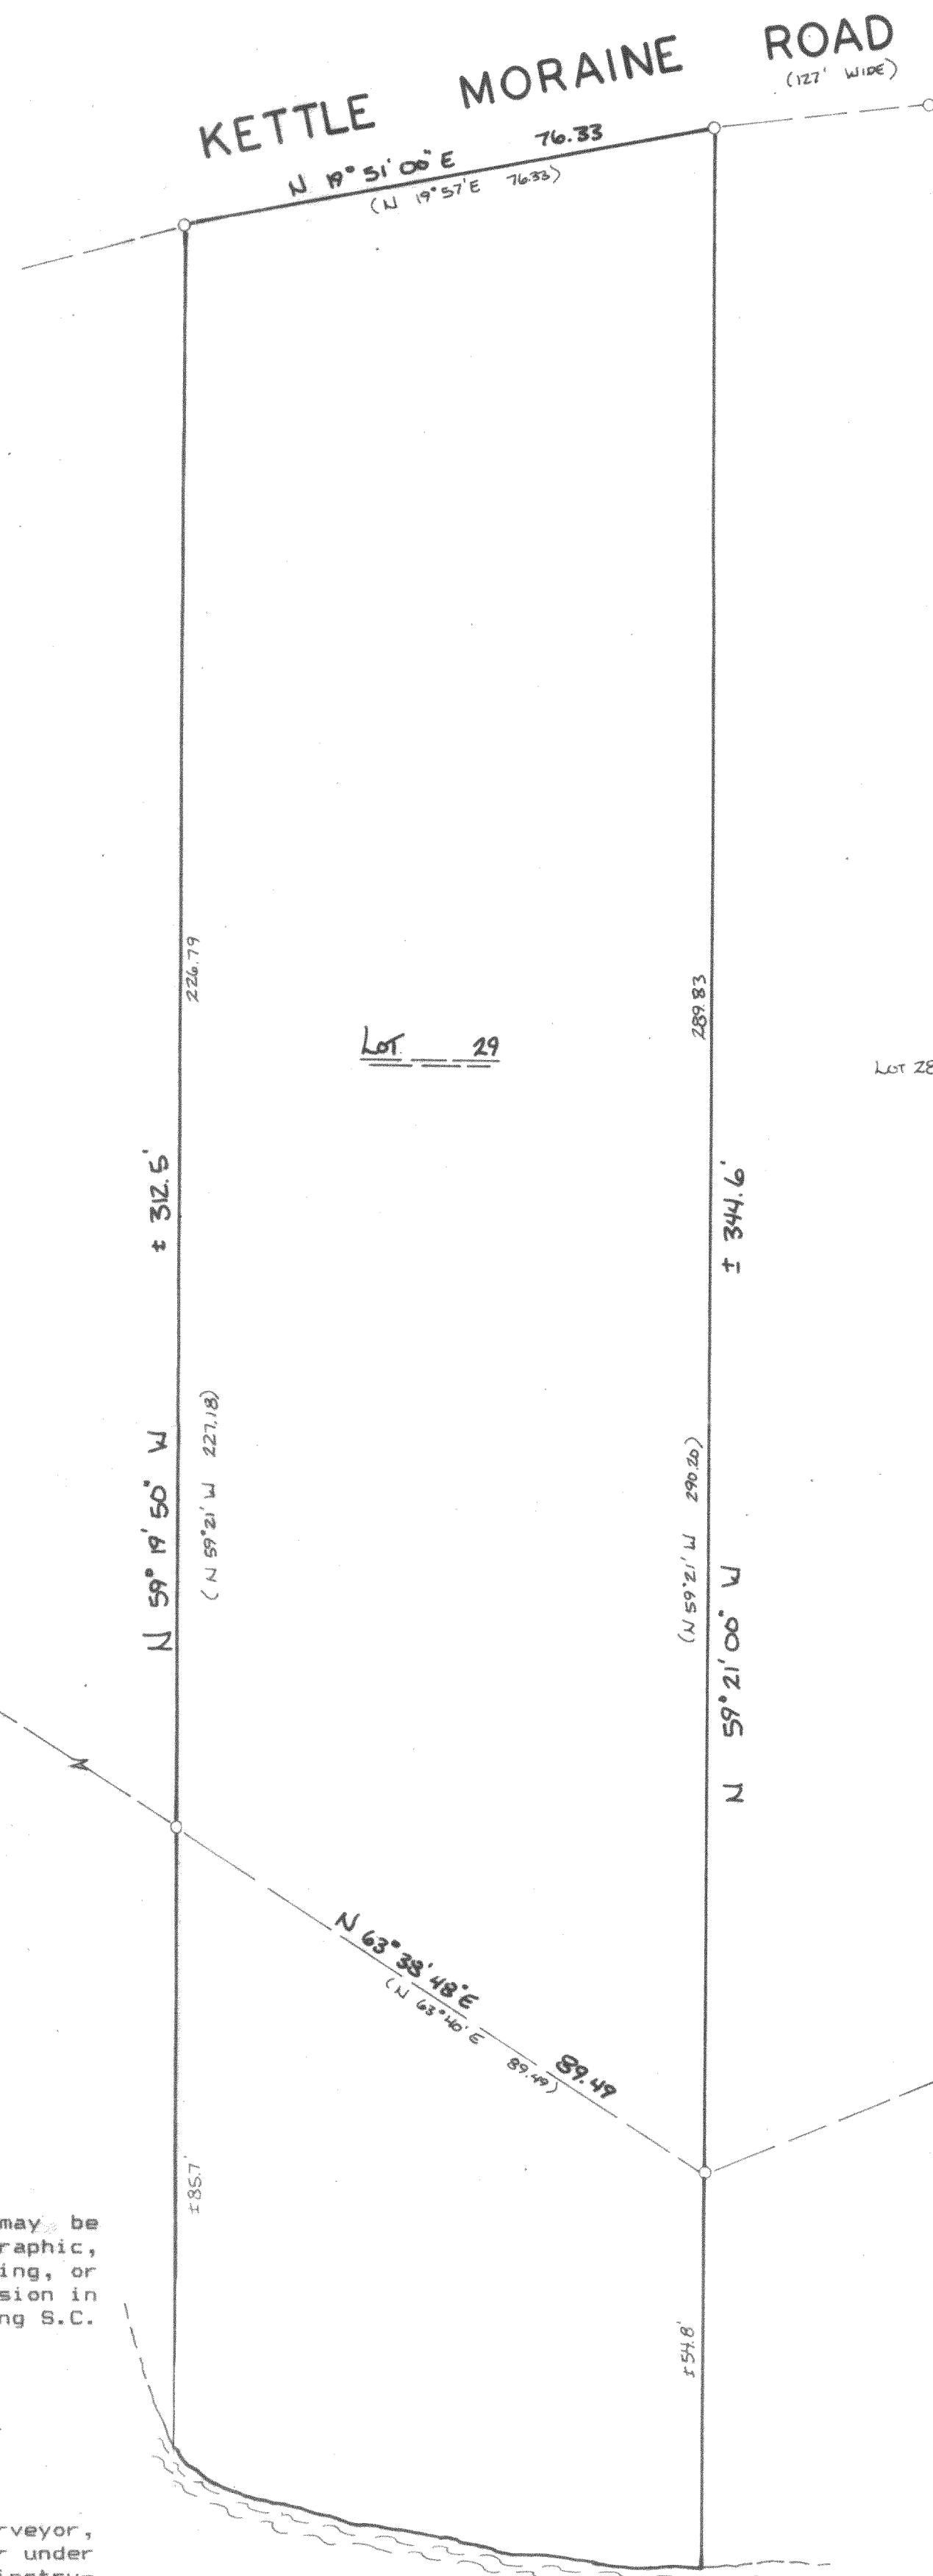 KETTLE MORAINE ROAD
(127' WIDE)
N 19° 51' 00" E 76.33
(N 19°57'E 76.33)
226.79
289.83
LOT 29
LOT 28
± 312.5'
± 344.6'
N 59° 19' 50" W
(N 59°21' W 227.18)
(N 59°21' W 290.20)
N 59° 21' 00" W
N 63° 38' 48" E 89.49
(N 63°40' E 89.49)
±85.7'
±54.8'
may be
raphic,
ing, or
sion in
ng S.C.
rveyor,
r under